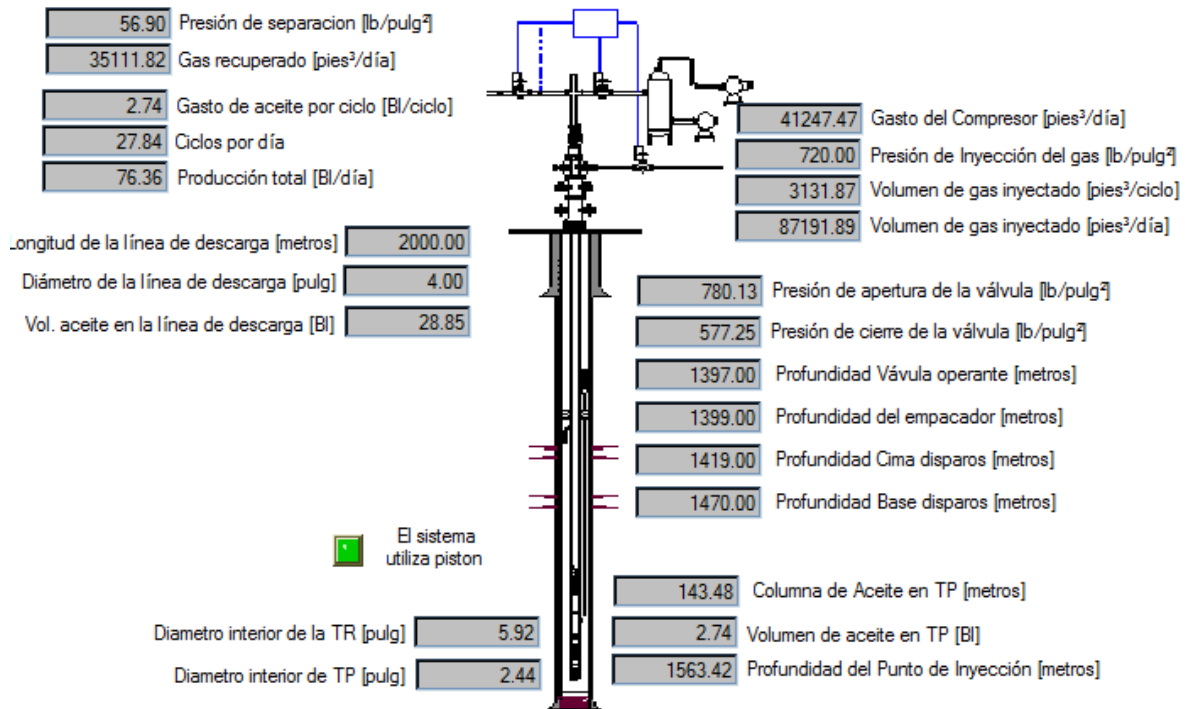 56.90 Presión de separacion [lb/pulg²]
35111.82 Gas recuperado [pies³/día]
2.74 Gasto de aceite por ciclo [Bl/ciclo]
27.84 Ciclos por día
76.36 Producción total [Bl/día]
41247.47 Gasto del Compresor [pies³/día]
720.00 Presión de Inyección del gas [lb/pulg²]
3131.87 Volumen de gas inyectado [pies³/ciclo]
87191.89 Volumen de gas inyectado [pies³/día]
Longitud de la línea de descarga [metros] 2000.00
Diámetro de la línea de descarga [pulg] 4.00
Vol. aceite en la línea de descarga [Bl] 28.85
780.13 Presión de apertura de la válvula [lb/pulg²]
577.25 Presión de cierre de la válvula [lb/pulg²]
1397.00 Profundidad Vávula operante [metros]
1399.00 Profundidad del empacador [metros]
1419.00 Profundidad Cima disparos [metros]
1470.00 Profundidad Base disparos [metros]
El sistema
utiliza piston
143.48 Columna de Aceite en TP [metros]
Diametro interior de la TR [pulg] 5.92
2.74 Volumen de aceite en TP [Bl]
Diametro interior de TP [pulg] 2.44
1563.42 Profundidad del Punto de Inyección [metros]